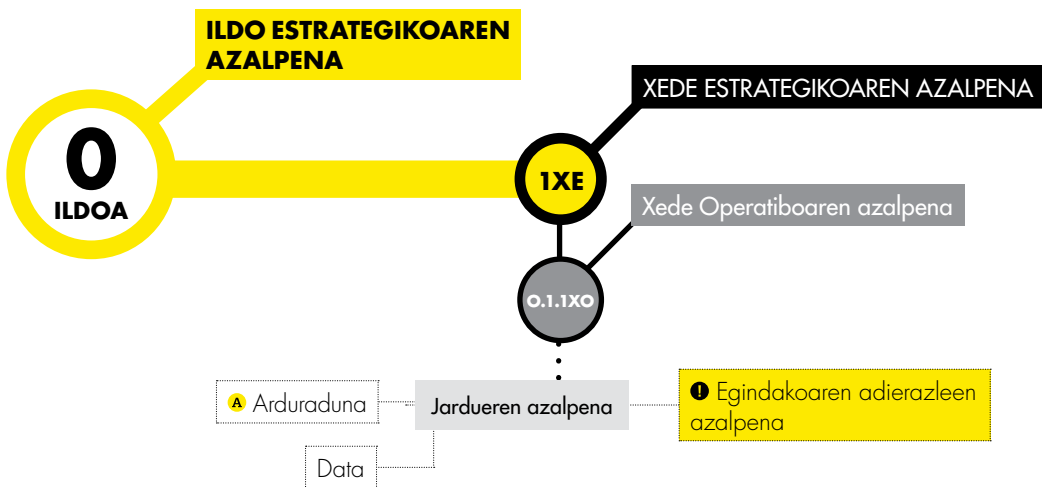 ILDO ESTRATEGIKOAREN
AZALPENA
XEDE ESTRATEGIKOAREN AZALPENA
0
ILDOA
1XE
Xede Operatiboaren azalpena
0.1.1XO
A Arduraduna
Jardueren azalpena
! Egindakoaren adierazleen
azalpena
Data